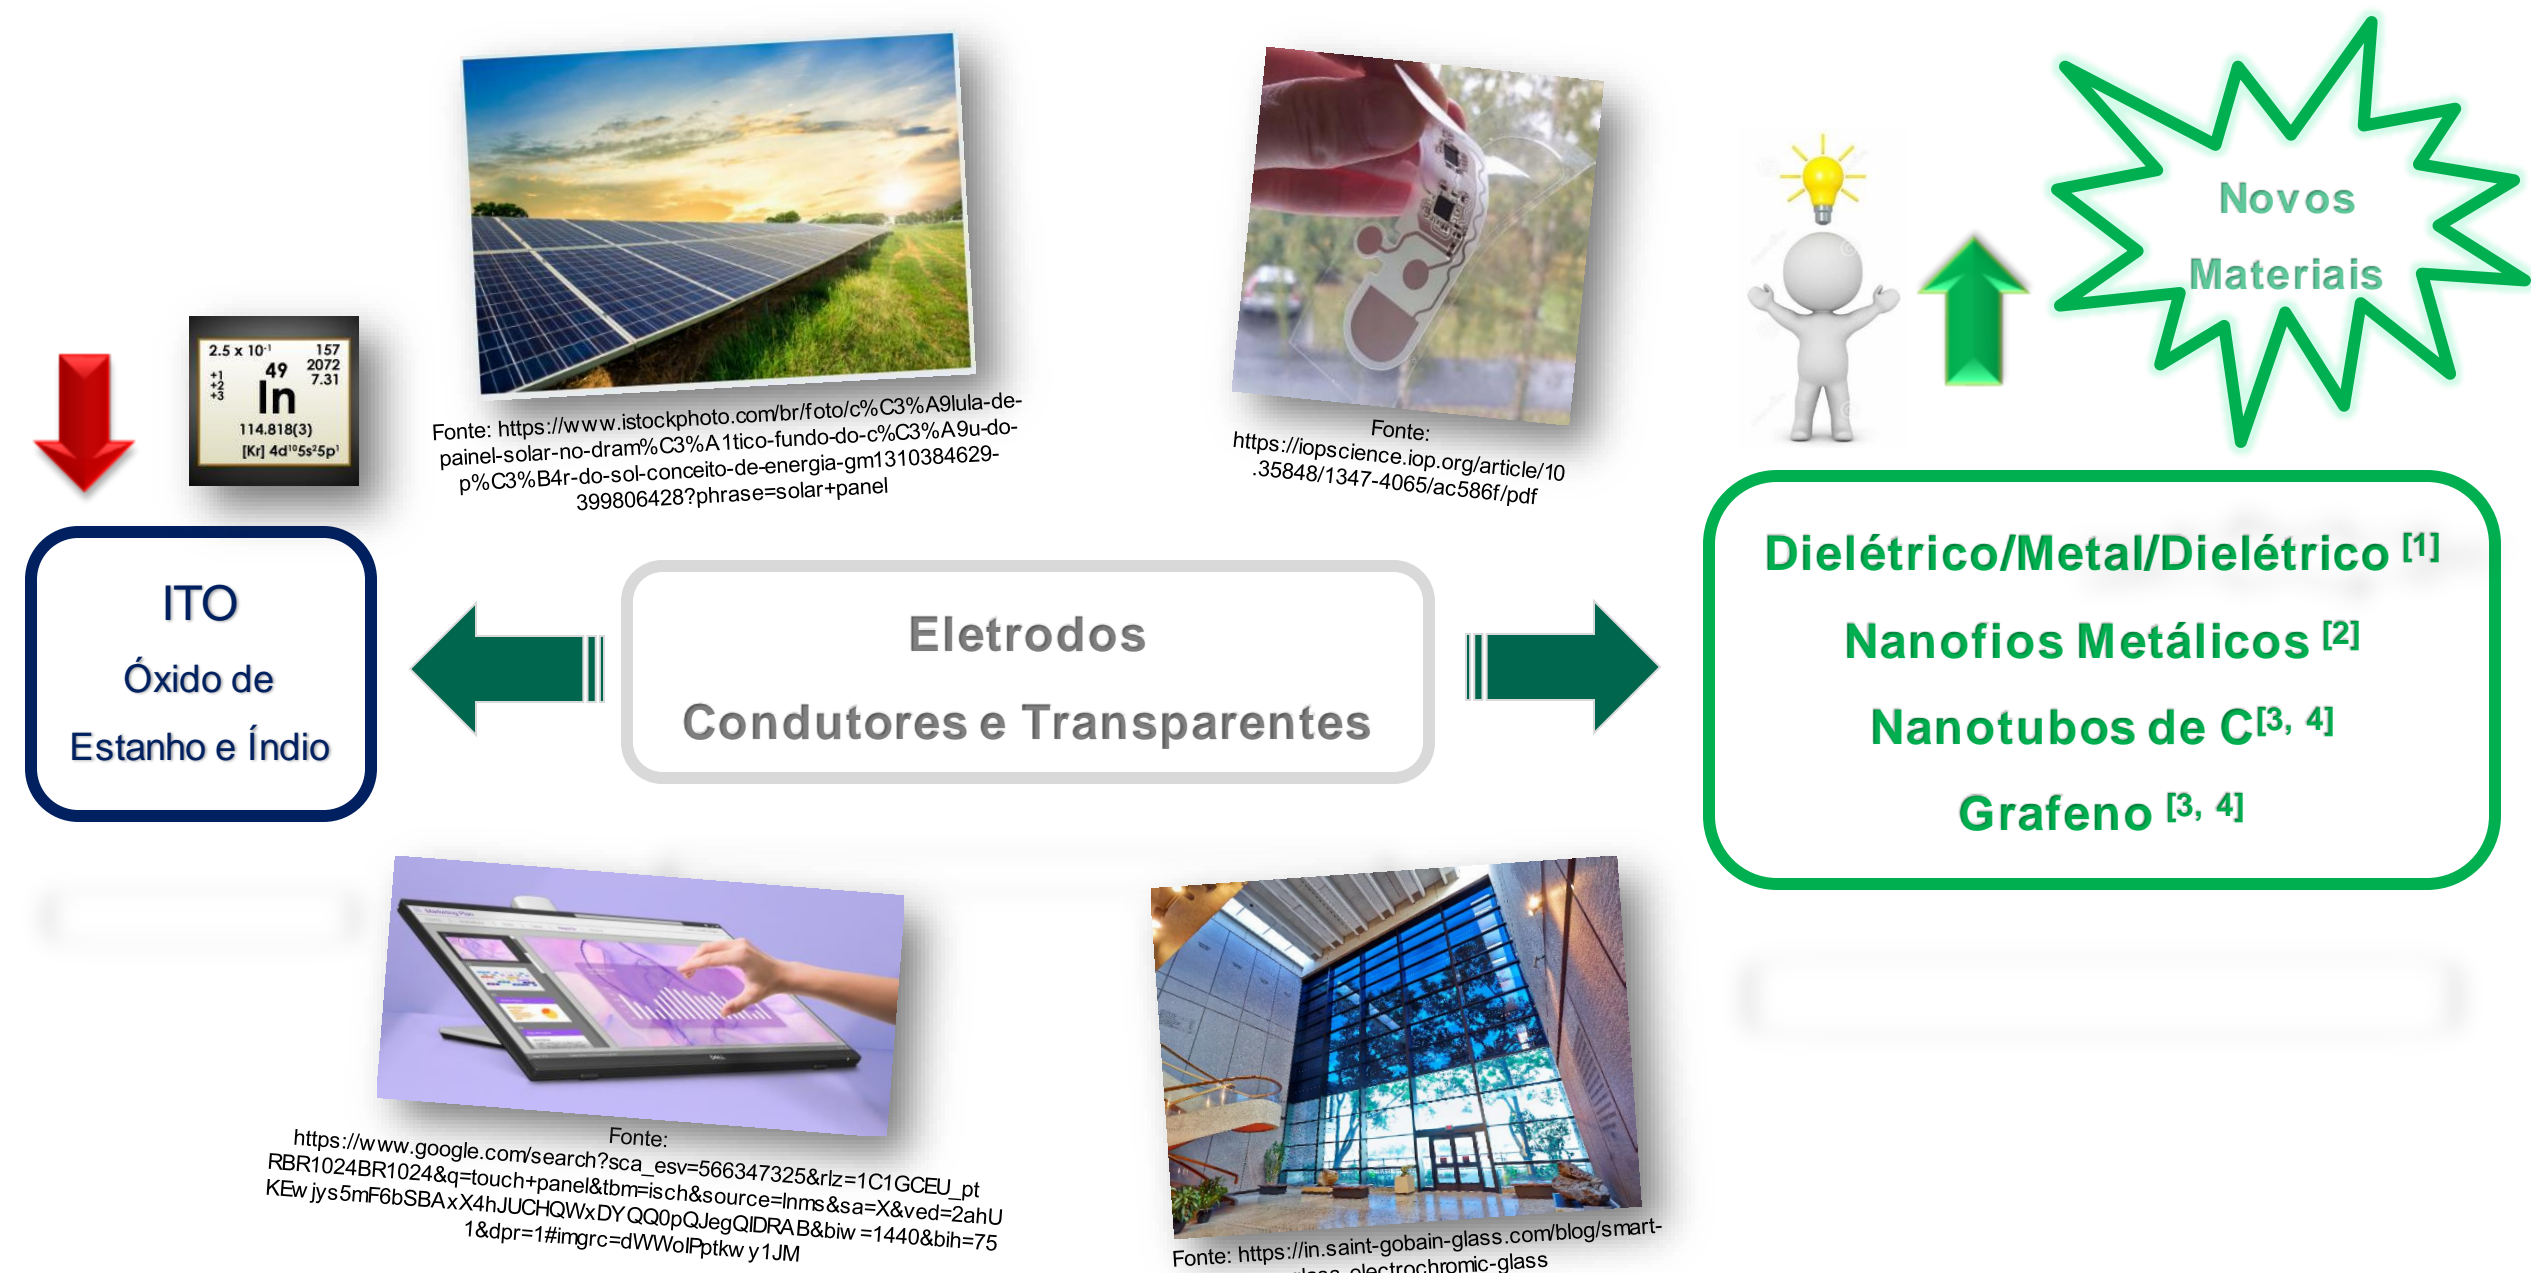 Novos
Materiais
2.5 x 10-1
157
2072
7.31
+1
+2
+3
49
In
114.818(3)
[Kr] 4d¹⁰5s²5p¹
Fonte: https://www.istockphoto.com/br/foto/c%C3%A9lula-de-
painel-solar-no-dram%C3%A1tico-fundo-do-c%C3%A9u-do-
p%C3%B4r-do-sol-conceito-de-energia-gm1310384629-
399806428?phrase=solar+panel
Fonte:
https://iopscience.iop.org/article/10
.35848/1347-4065/ac586f/pdf
ITO
Óxido de
Estanho e Índio
Eletrodos
Condutores e Transparentes
Dielétrico/Metal/Dielétrico [1]
Nanofios Metálicos [2]
Nanotubos de C[3, 4]
Grafeno [3, 4]
Marketing Plan
DELL
Fonte:
https://www.google.com/search?sca_esv=566347325&rlz=1C1GCEU_pt
RBR1024BR1024&q=touch+panel&tbm=isch&source=lnms&sa=X&ved=2ahU
KEwjys5mF6bSBAxX4hJUCHQWxDYQQ0pQJegQIDRAB&biw=1440&bih=75
1&dpr=1#imgrc=dWWolPptkwy1JM
Fonte: https://in.saint-gobain-glass.com/blog/smart-
glass-electrochromic-glass